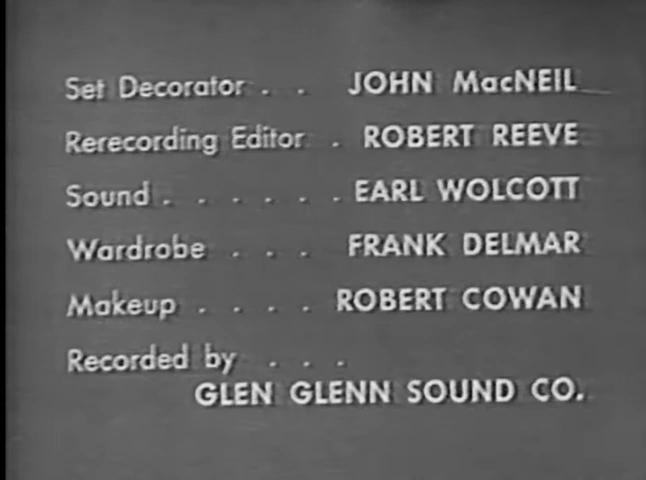 Set Decorator . . JOHN MacNEIL
Rerecording Editor . ROBERT REEVE
Sound . . . . . . ​. EARL WOLCOTT
Wardrobe . . . FRANK DELMAR
Makeup . . . . ROBERT COWAN
Recorded by . . .
GLEN GLENN SOUND CO.